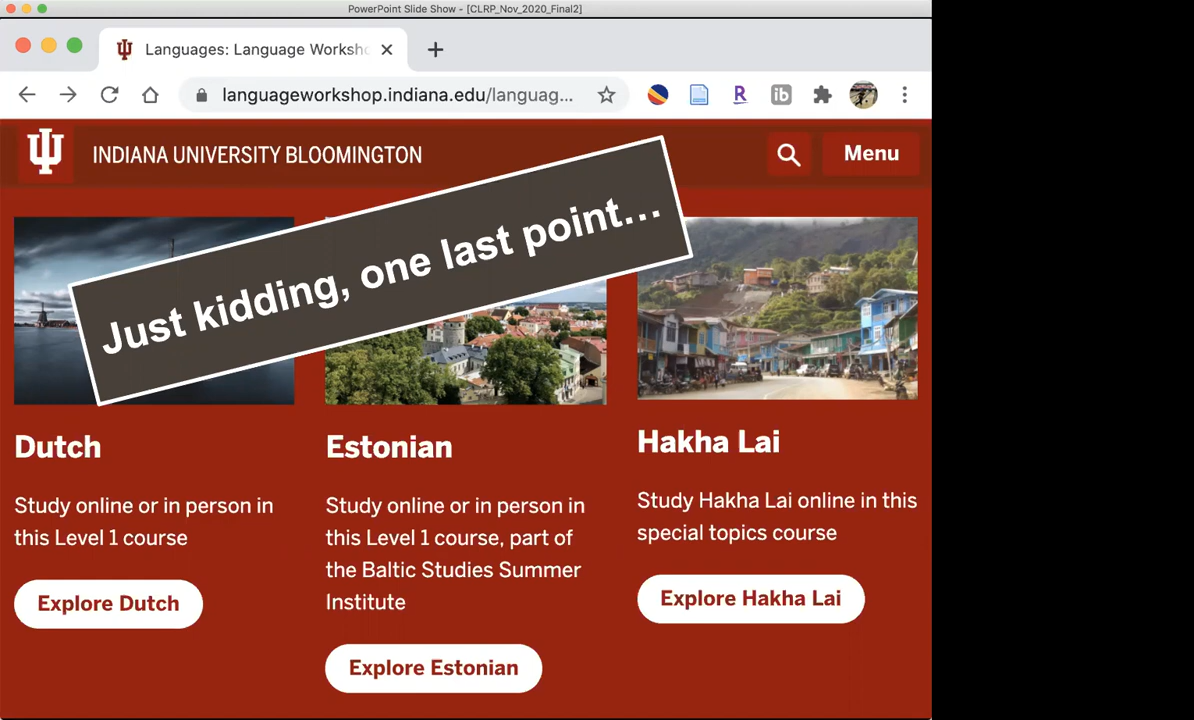 PowerPoint Slide Show - [CLRP_Nov_2020_Final2]
Languages: Language Worksho
languageworkshop.indiana.edu/languag...
R
ib
INDIANA UNIVERSITY BLOOMINGTON
Menu
Just kidding, one last point...
Dutch
Study online or in person in
this Level 1 course
Explore Dutch
Estonian
Study online or in person in
this Level 1 course, part of
the Baltic Studies Summer
Institute
Explore Estonian
Hakha Lai
Study Hakha Lai online in this
special topics course
Explore Hakha Lai